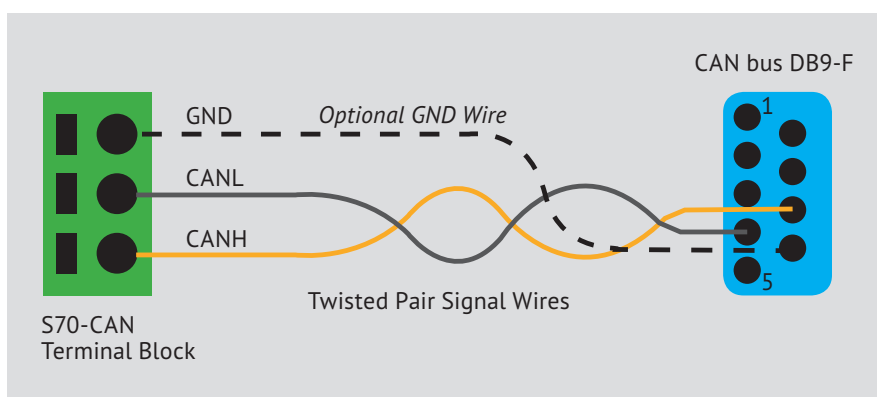 CAN bus DB9-F
GND
Optional GND Wire
1
CANL
CANH
5
Twisted Pair Signal Wires
S70-CAN
Terminal Block